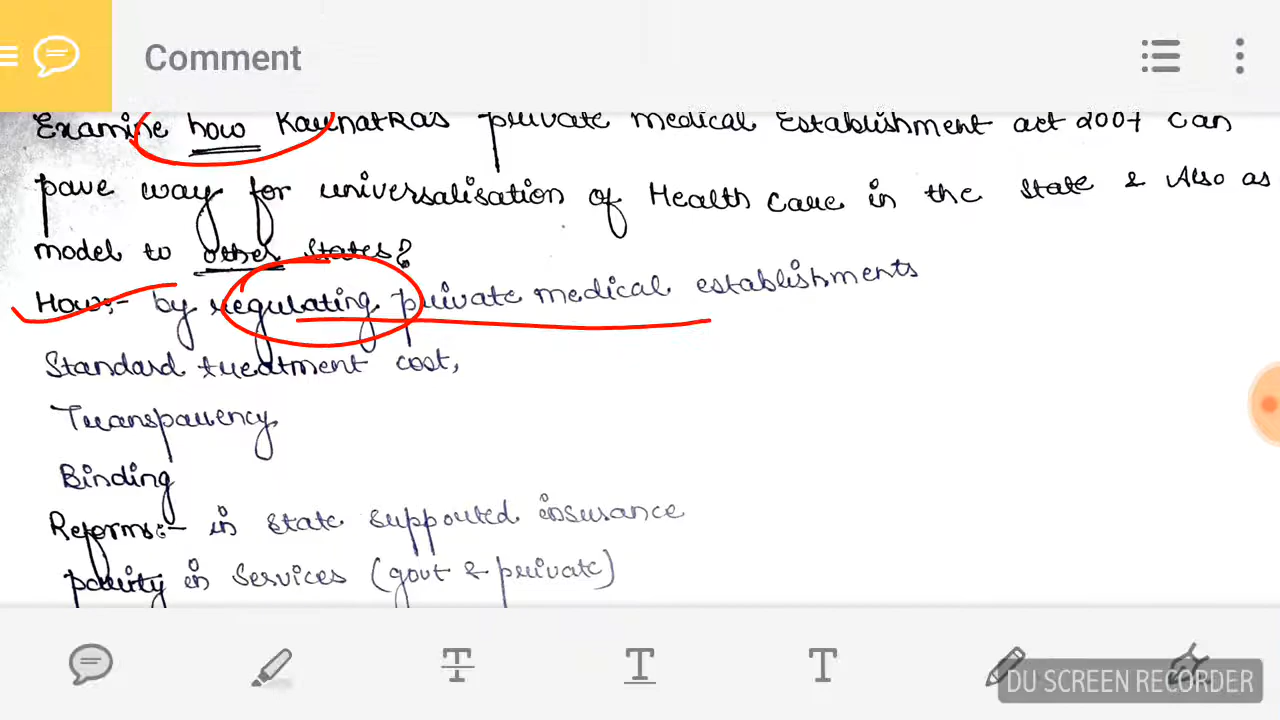 Comment
Examine how Karnatkas private medical Establishment act 2007 can
pave way for universalisation of Health care in the state & Also as
model to other states?
How:- by regulating private medical establishments
Standard treatment cost,
Transparency
Binding
Reforms:- in state supported insurance
parity in services (govt & private)
T T T
DU SCREEN RECORDER